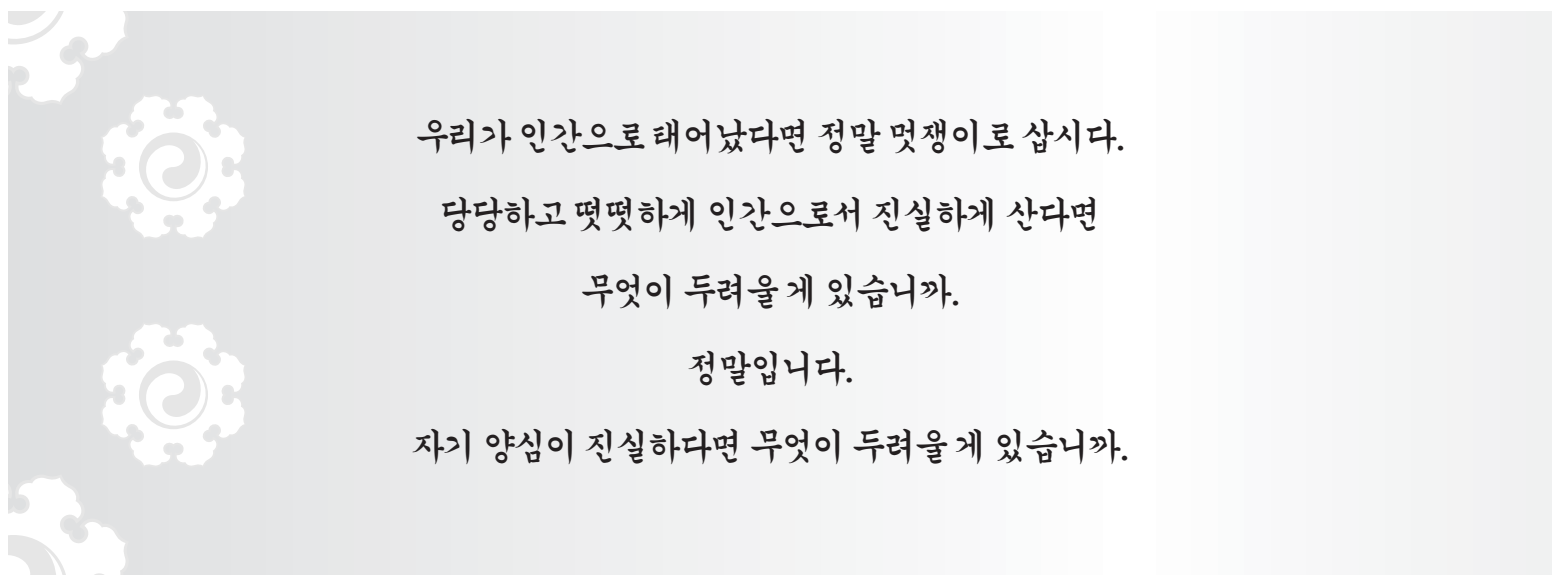 우리가 인간으로 태어났다면 정말 멋쟁이로 삽시다.
당당하고 떳떳하게 인간으로서 진실하게 산다면
무엇이 두려울 게 있습니까.
정말입니다.
자기 양심이 진실하다면 무엇이 두려울 게 있습니까.